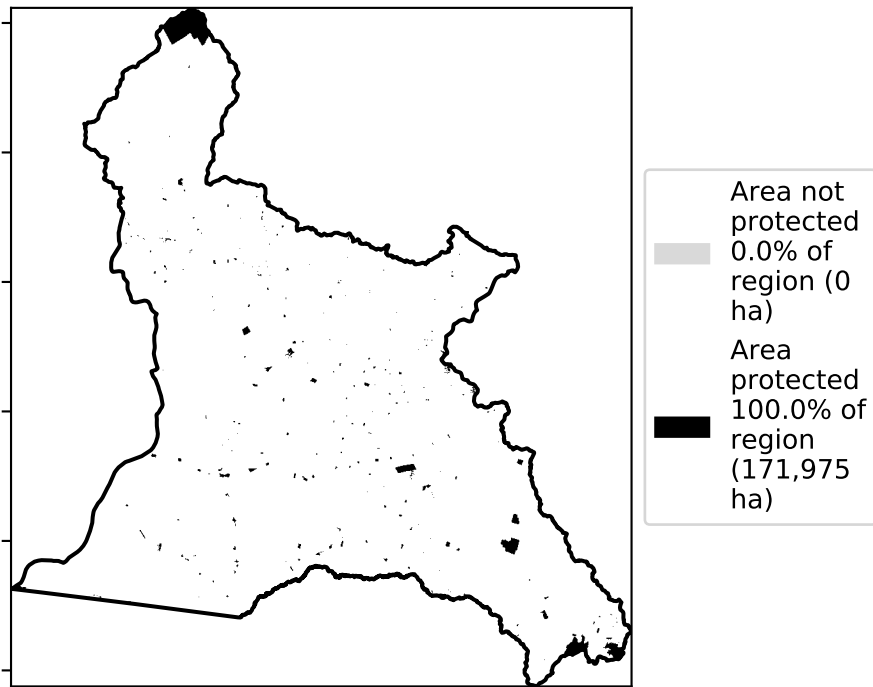 Area not
protected
0.0% of
region (0
ha)
Area
protected
100.0% of
region
(171,975
ha)